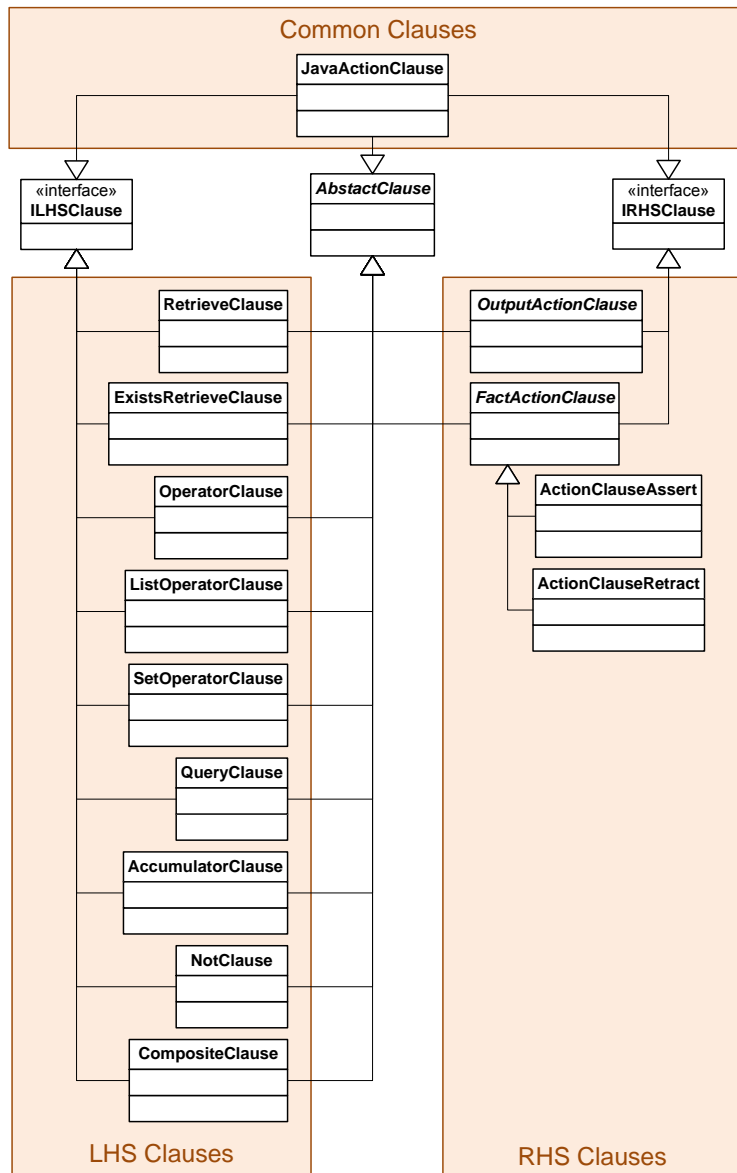 Common Clauses
JavaActionClause
«interface»
ILHSClause
AbstactClause
«interface»
IRHSClause
RetrieveClause
OutputActionClause
ExistsRetrieveClause
FactActionClause
OperatorClause
ActionClauseAssert
ListOperatorClause
ActionClauseRetract
SetOperatorClause
QueryClause
AccumulatorClause
NotClause
CompositeClause
LHS Clauses
RHS Clauses